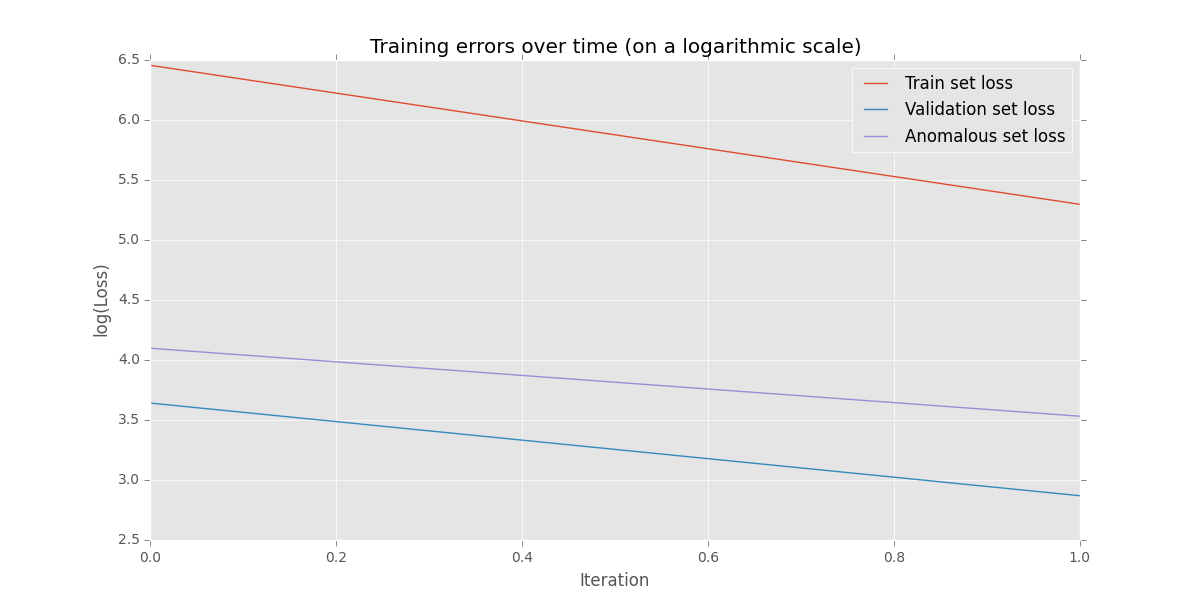 Training errors over time (on a logarithmic scale)
Train set loss
Validation set loss
Anomalous set loss
6.5
6.0
5.5
5.0
4.5
4.0
3.5
3.0
2.5
log(Loss)
0.0 0.2 0.4 0.6 0.8 1.0
Iteration